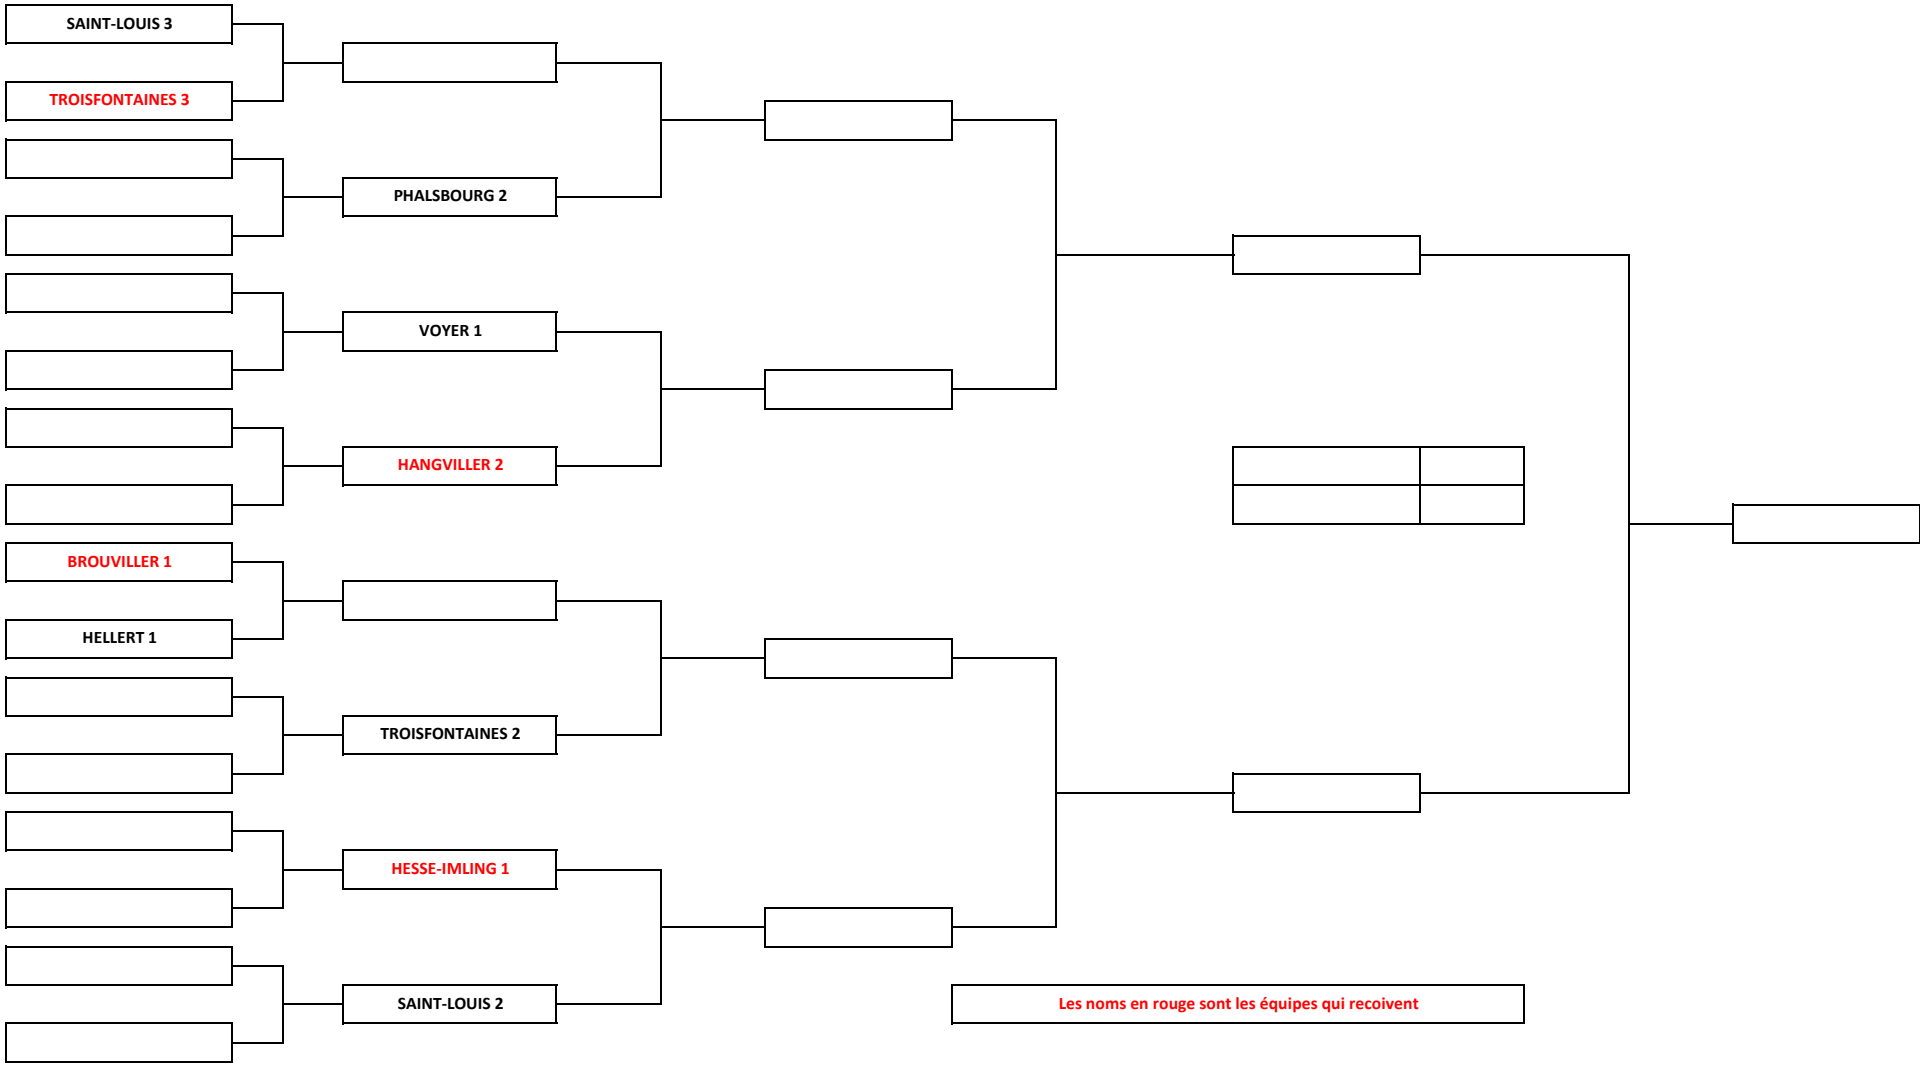 SAINT-LOUIS 3
TROISFONTAINES 3
PHALSBOURG 2
VOYER 1
HANGVILLER 2
BROUVILLER 1
HELLERT 1
TROISFONTAINES 2
HESSE-IMLING 1
SAINT-LOUIS 2
Les noms en rouge sont les équipes qui recoivent